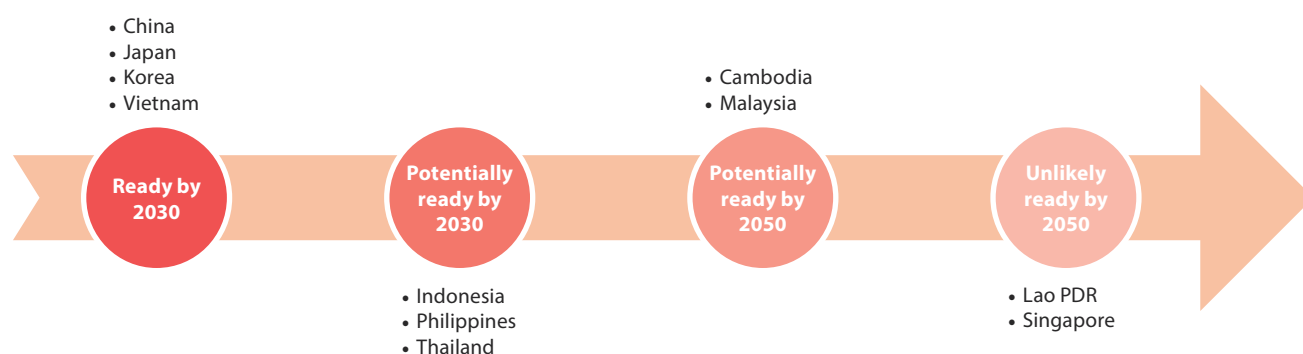 • China
• Japan
• Korea
• Vietnam
Ready by
2030
Potentially
ready by
2030
• Indonesia
• Philippines
• Thailand
• Cambodia
• Malaysia
Potentially
ready by
2050
Unlikely
ready by
2050
• Lao PDR
• Singapore